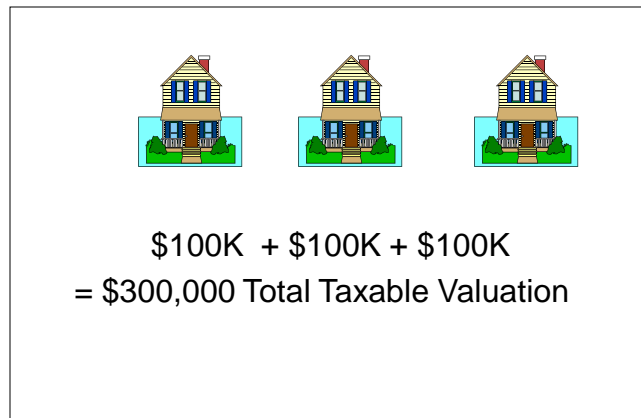 $100K + $100K + $100K
= $300,000 Total Taxable Valuation